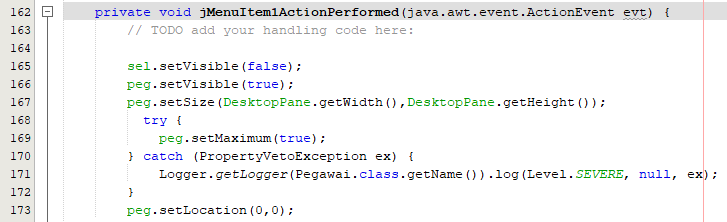 162 private void jMenuItem1ActionPerformed(java.awt.event.ActionEvent evt) {
163 // TODO add your handling code here:
164
165 sel.setVisible(false);
166 peg.setVisible(true);
167 peg.setSize(DesktopPane.getWidth(),DesktopPane.getHeight());
168 try {
169 peg.setMaximum(true);
170 } catch (PropertyVetoException ex) {
171 Logger.getLogger(Pegawai.class.getName()).log(Level.SEVERE, null, ex);
172 }
173 peg.setLocation(0,0);